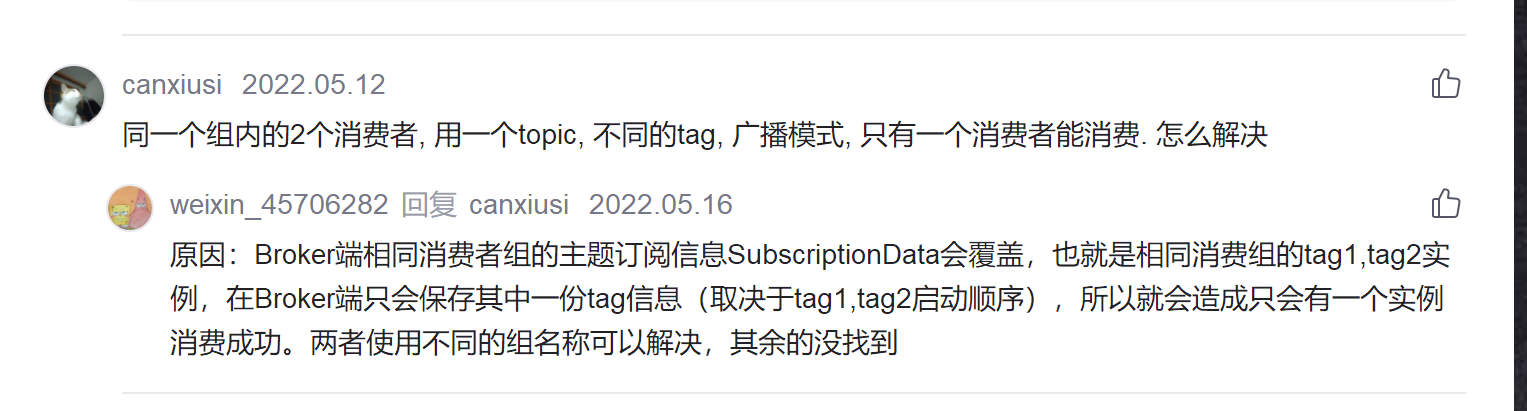 canxiusi 2022.05.12
同一个组内的2个消费者, 用一个topic, 不同的tag, 广播模式, 只有一个消费者能消费. 怎么解决
weixin_45706282 回复 canxiusi 2022.05.16
原因：Broker端相同消费者组的主题订阅信息SubscriptionData会覆盖，也就是相同消费组的tag1,tag2实
例，在Broker端只会保存其中一份tag信息（取决于tag1,tag2启动顺序），所以就会造成只会有一个实例
消费成功。两者使用不同的组名称可以解决，其余的没找到